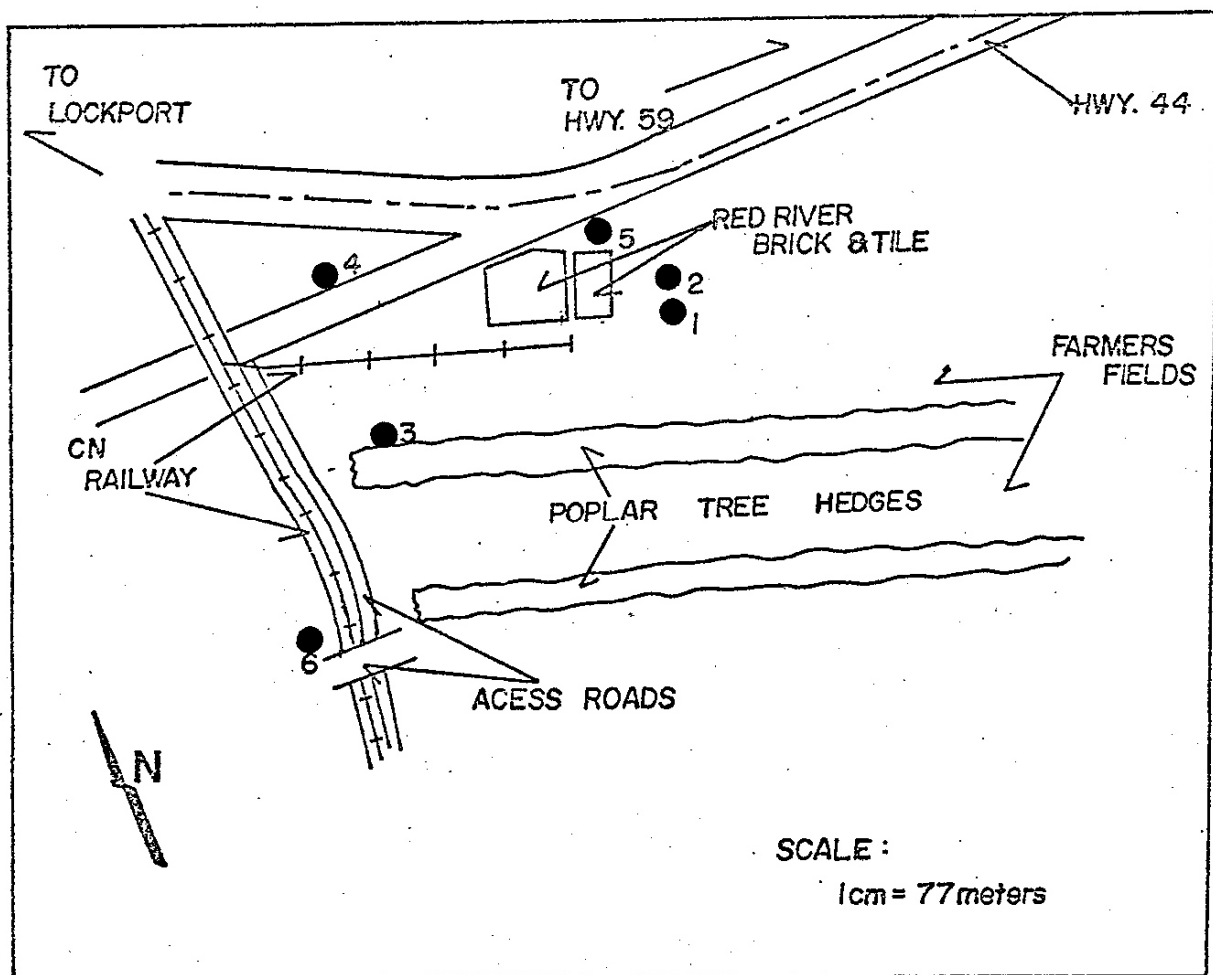 TO
LOCKPORT
TO
HWY. 59
HWY. 44
RED RIVER
BRICK & TILE
5
4
2
1
FARMERS
FIELDS
3
CN
RAILWAY
POPLAR TREE HEDGES
6
ACESS ROADS
N
SCALE :
1cm = 77meters